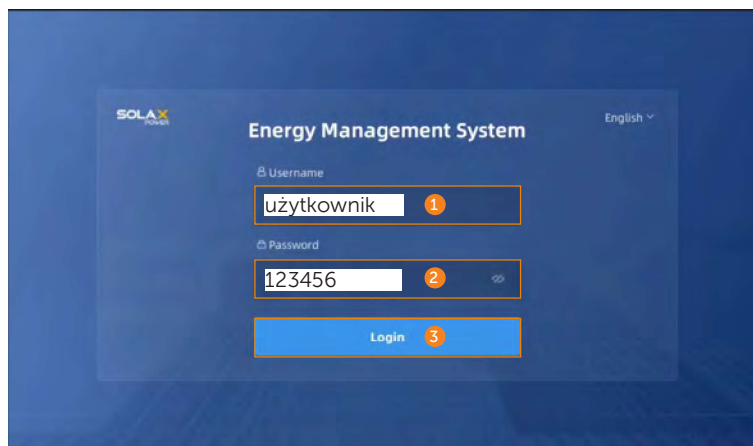 SOLAX
POWER
English
Energy Management System
Username
użytkownik 1
Password
123456 2
Login 3